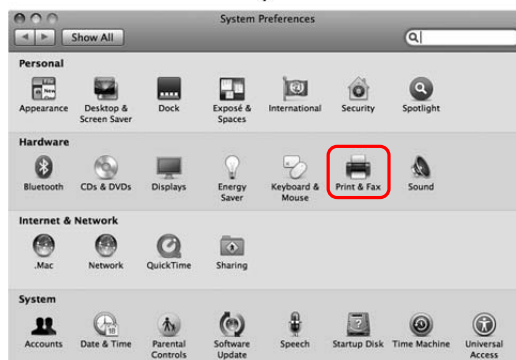 System Preferences
Show All
Personal
Appearance
Desktop &
Screen Saver
Dock
Exposé &
Spaces
International
Security
Spotlight
Hardware
Bluetooth
CDs & DVDs
Displays
Energy
Saver
Keyboard &
Mouse
Print & Fax
Sound
Internet & Network
.Mac
Network
QuickTime
Sharing
System
Accounts
Date & Time
Parental
Controls
Software
Update
Speech
Startup Disk
Time Machine
Universal
Access